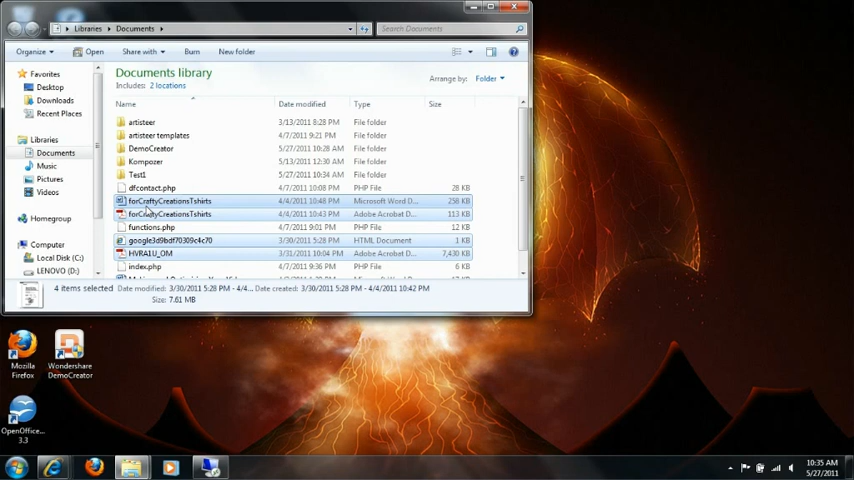 Libraries ▸ Documents ▸
Search Documents
Organize Open Share with Burn New folder
Favorites
Desktop
Downloads
Recent Places
Libraries
Documents
Music
Pictures
Videos
Homegroup
Computer
Local Disk (C:)
LENOVO (D:)
Documents library
Includes: 2 locations
Arrange by: Folder
Name Date modified Type Size
artisteer 3/13/2011 8:28 PM File folder
artisteer templates 4/7/2011 9:21 PM File folder
DemoCreator 5/27/2011 10:28 AM File folder
Kompozer 5/13/2011 12:30 AM File folder
Test1 5/27/2011 10:34 AM File folder
dfcontact.php 4/7/2011 10:08 PM PHP File 28 KB
forCraftyCreationsTshirts 4/4/2011 10:48 PM Microsoft Word D... 258 KB
forCraftyCreationsTshirts 4/4/2011 10:43 PM Adobe Acrobat D... 113 KB
functions.php 4/7/2011 9:01 PM PHP File 12 KB
google3d9bdf70309c4c70 3/30/2011 5:28 PM HTML Document 1 KB
HVRA1U_OM 3/31/2011 10:04 PM Adobe Acrobat D... 7,430 KB
index.php 4/7/2011 9:36 PM PHP File 6 KB
4 items selected Date modified: 3/30/2011 5:28 PM - 4/4... Date created: 3/30/2011 5:28 PM - 4/4/2011 10:42 PM
Size: 7.61 MB
Mozilla
Firefox
Wondershare
DemoCreator
OpenOffice....
3.3
10:35 AM
5/27/2011